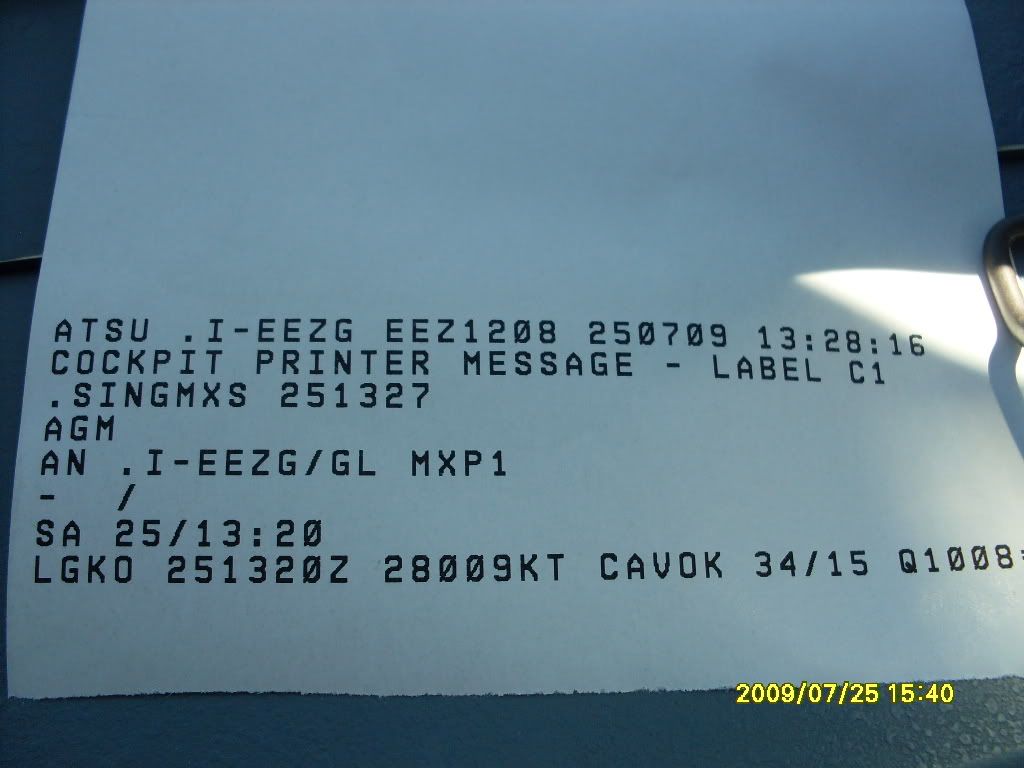 ATSU .I-EEZG EEZ1208 250709 13:28:16
COCKPIT PRINTER MESSAGE - LABEL C1
.SINGMXS 251327
AGM
AN .I-EEZG/GL MXP1
- /
SA 25/13:20
LGKO 251320Z 28009KT CAVOK 34/15 Q1008=
2009/07/25 15:40